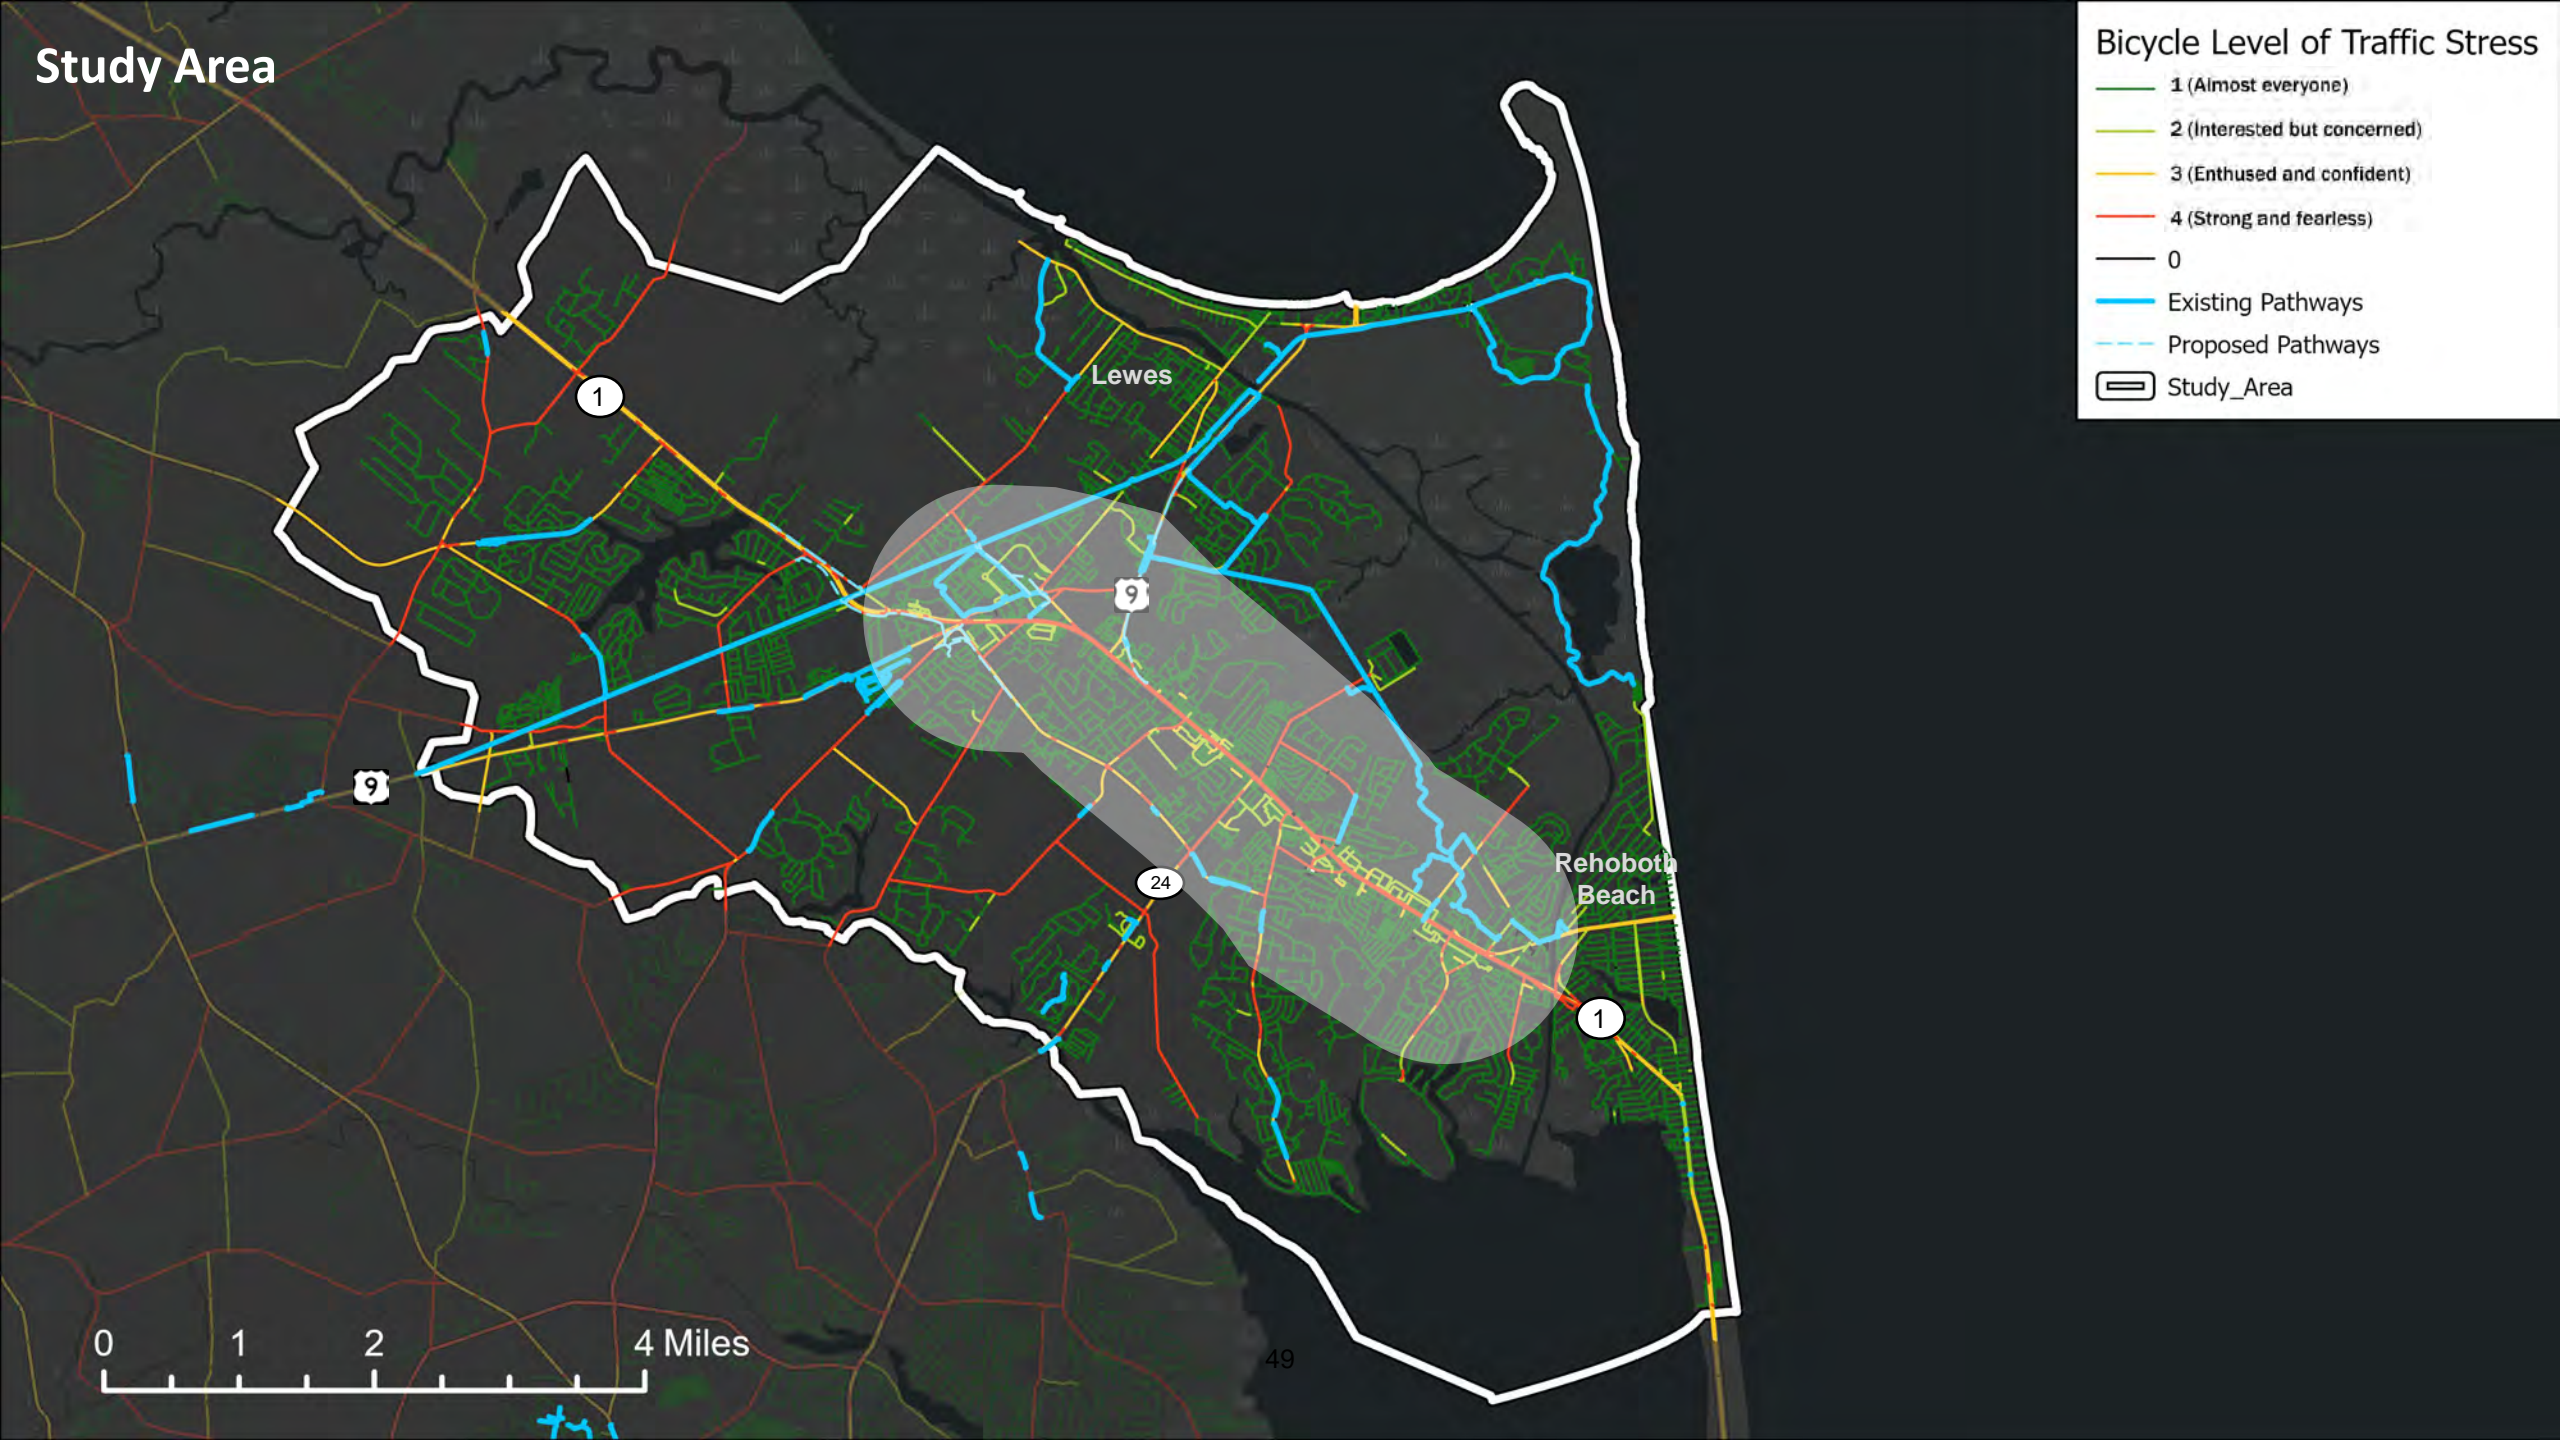 Study Area
Bicycle Level of Traffic Stress
1 (Almost everyone)
2 (Interested but concerned)
3 (Enthused and confident)
4 (Strong and fearless)
0
Existing Pathways
Proposed Pathways
Study_Area
Lewes
1
9
9
24
Rehoboth
Beach
1
0 1 2 4 Miles
49